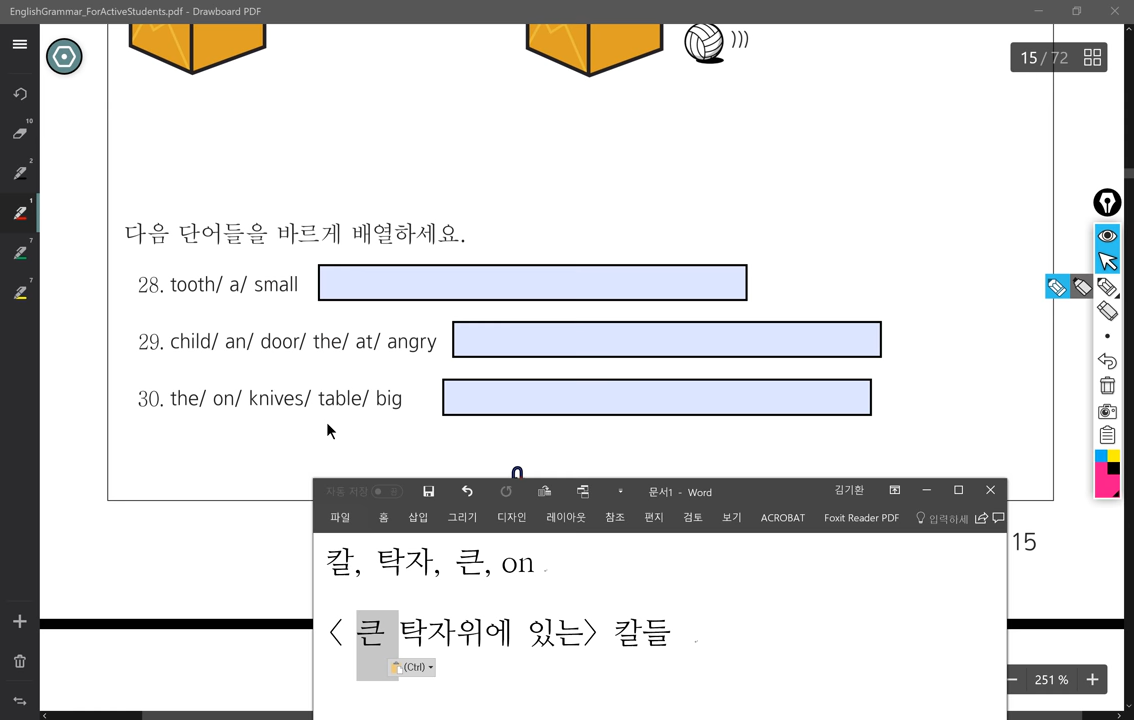 EnglishGrammar_ForActiveStudents.pdf - Drawboard PDF
15 / 72
10
2
1
7
7
다음 단어들을 바르게 배열하세요.
28. tooth/ a/ small
29. child/ an/ door/ the/ at/ angry
30. the/ on/ knives/ table/ big
자동 저장
문서1 - Word
김기환
파일 홈 삽입 그리기 디자인 레이아웃 참조 편지 검토 보기 ACROBAT Foxit Reader PDF 입력하세
칼, 탁자, 큰, on
〈 큰 탁자위에 있는〉 칼들
(Ctrl)
15
251 %